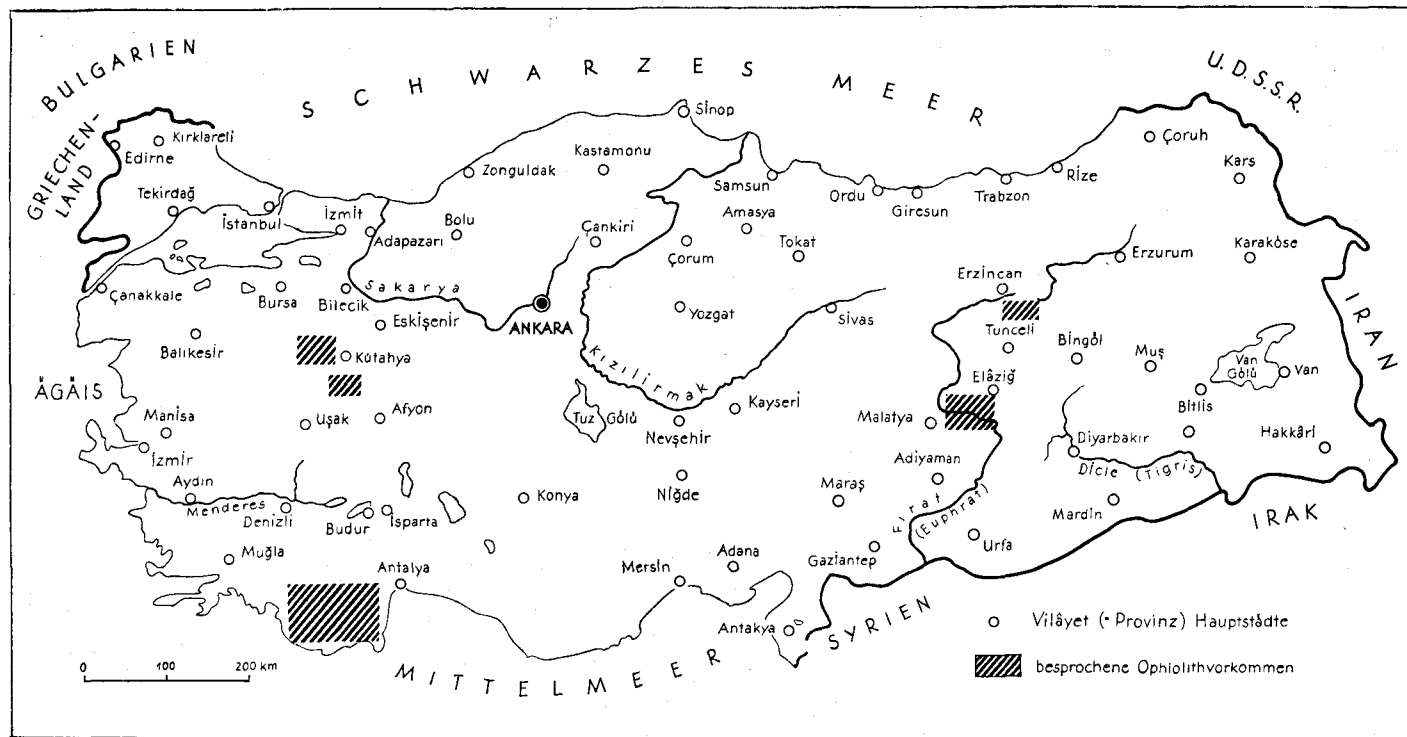 BULGARIEN
SCHWARZES MEER
U.D.S.S.R.
GRIECHEN-
LAND
Edirne
Kırklareli
Tekirdağ
İstanbul
İzmit
Adapazarı
Bolu
Zonguldak
Kastamonu
Sinop
Çankiri
Samsun
Amasya
Çorum
Tokat
Ordu
Giresun
Trabzon
Rize
Çoruh
Kars
Çanakkale
Bursa
Bilecik
Sakarya
Eskişenir
ANKARA
Yozgat
Sivas
Erzincan
Erzurum
Karaköse
Balıkesir
Kütahya
Kızılirmak
Tunceli
Bingöl
Muş
Van
Gölü
Van
IRAN
ÄGÄIS
Manisa
İzmir
Uşak
Afyon
Tuz Gölü
Nevşehir
Kayseri
Malatya
Elâziğ
Bitlis
Diyarbakır
Hakkâri
Aydın
Menderes
Denizli
Budur
İsparta
Konya
Niğde
Maraş
Adiyaman
Fırat
(Euphrat)
Dicle (Tigris)
Mardin
IRAK
Muğla
Antalya
Mersin
Adana
Gaziantep
Urfa
Antakya
SYRIEN
MITTELMEER
0 100 200 km
Vilâyet (= Provinz) Hauptstädte
besprochene Ophiolithvorkommen